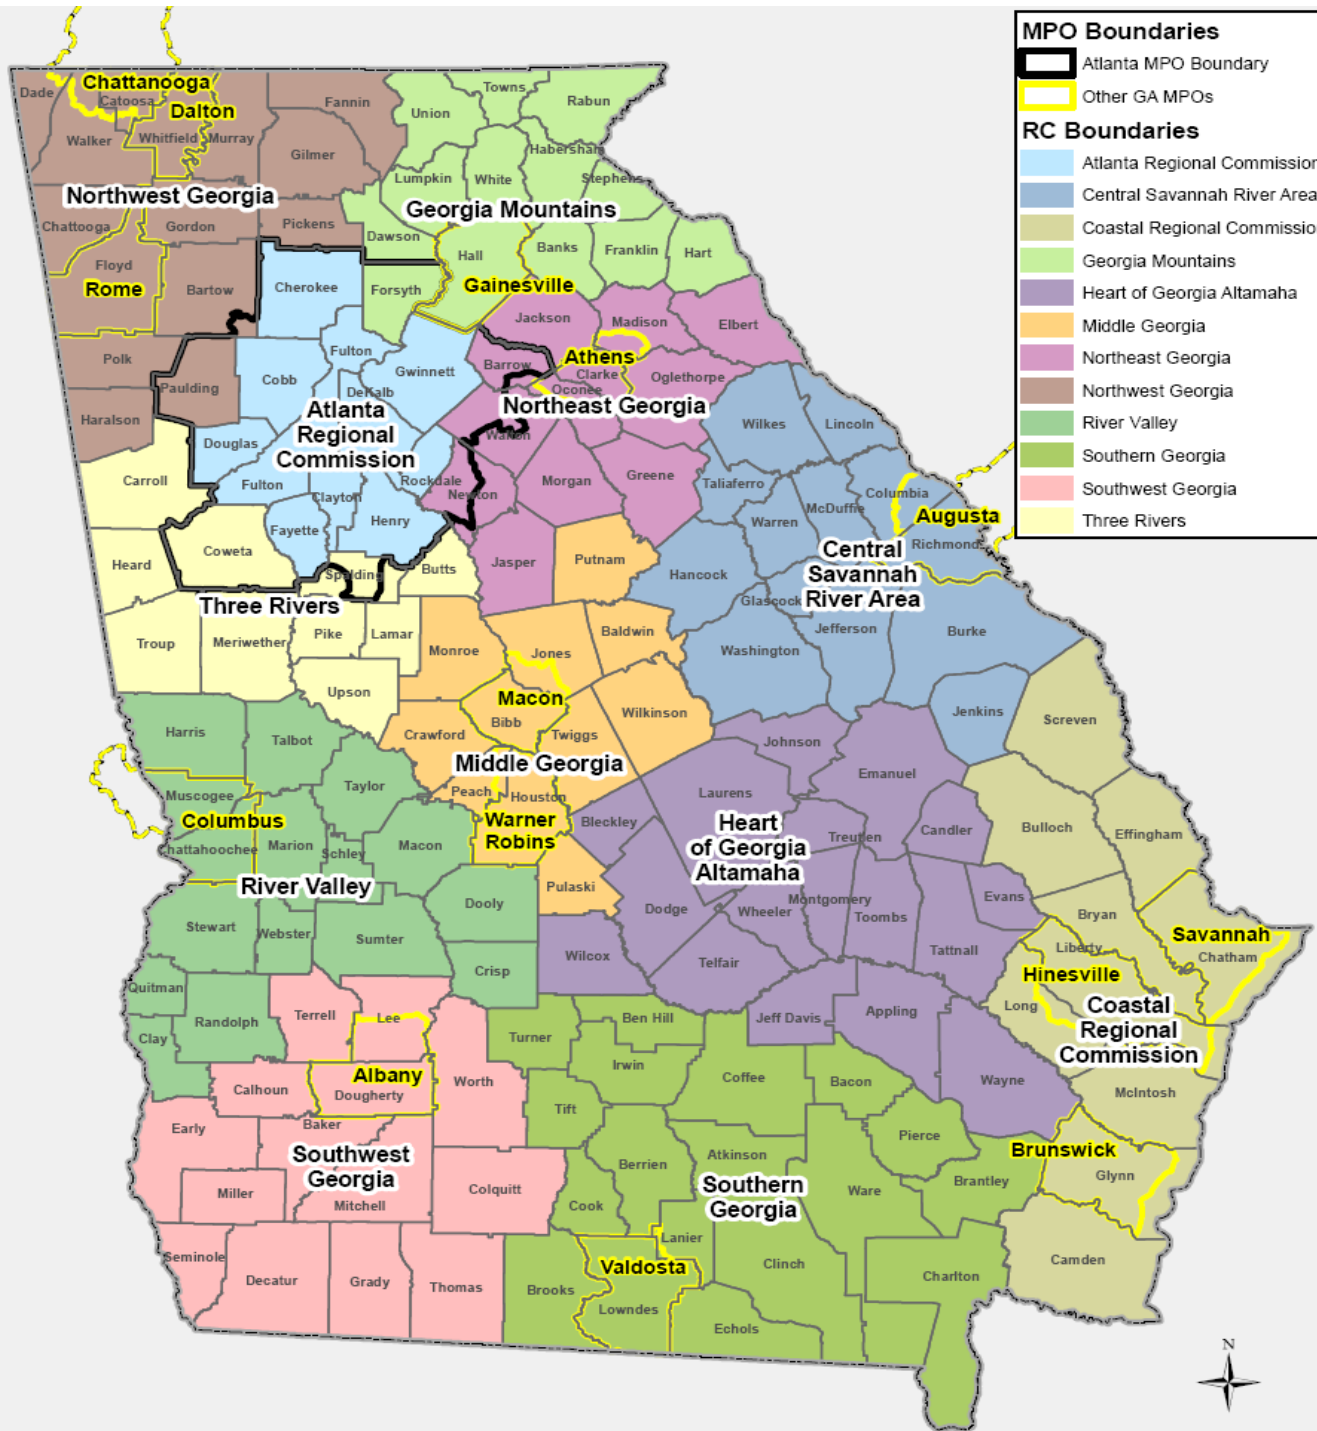 MPO Boundaries
Atlanta MPO Boundary
Other GA MPOs
RC Boundaries
Atlanta Regional Commission
Central Savannah River Area
Coastal Regional Commissio
Georgia Mountains
Heart of Georgia Altamaha
Middle Georgia
Northeast Georgia
Northwest Georgia
River Valley
Southern Georgia
Southwest Georgia
Three Rivers
Chattanooga
Dade
Catoosa
Dalton
Fannin
Towns
Rabun
Union
Walker
Whitfield
Murray
Gilmer
Habersham
Lumpkin
White
Stephens
Northwest Georgia
Georgia Mountains
Chattooga
Gordon
Pickens
Dawson
Hall
Banks
Franklin
Hart
Floyd
Rome
Bartow
Cherokee
Forsyth
Gainesville
Jackson
Madison
Elbert
Polk
Fulton
Barrow
Athens
Clarke
Oglethorpe
Paulding
Cobb
Gwinnett
DeKalb
Oconee
Haralson
Atlanta
Regional
Commission
Northeast Georgia
Douglas
Walton
Wilkes
Lincoln
Carroll
Fulton
Clayton
Rockdale
Newton
Morgan
Greene
Taliaferro
Columbia
McDuffie
Augusta
Fayette
Henry
Warren
Richmond
Coweta
Heard
Spalding
Butts
Jasper
Putnam
Hancock
Central
Savannah
River Area
Glascock
Three Rivers
Troup
Meriwether
Pike
Lamar
Monroe
Jones
Baldwin
Washington
Jefferson
Burke
Upson
Macon
Bibb
Wilkinson
Jenkins
Screven
Harris
Talbot
Crawford
Twiggs
Johnson
Middle Georgia
Taylor
Peach
Houston
Laurens
Emanuel
Muscogee
Columbus
Chattahoochee
Marion
Schley
Macon
Warner
Robins
Bleckley
Heart
of Georgia
Altamaha
Treutlen
Candler
Bulloch
Effingham
River Valley
Pulaski
Dooly
Dodge
Wheeler
Montgomery
Toombs
Evans
Bryan
Stewart
Webster
Sumter
Wilcox
Telfair
Tattnall
Liberty
Savannah
Chatham
Crisp
Hinesville
Quitman
Randolph
Terrell
Lee
Long
Coastal
Regional
Commission
Clay
Turner
Ben Hill
Jeff Davis
Appling
Irwin
Calhoun
Albany
Dougherty
Worth
Coffee
Bacon
Wayne
McIntosh
Early
Baker
Tift
Pierce
Southwest
Georgia
Berrien
Atkinson
Brunswick
Miller
Mitchell
Colquitt
Cook
Southern
Georgia
Ware
Brantley
Glynn
Seminole
Decatur
Grady
Thomas
Brooks
Lanier
Valdosta
Lowndes
Clinch
Echols
Charlton
Camden
N